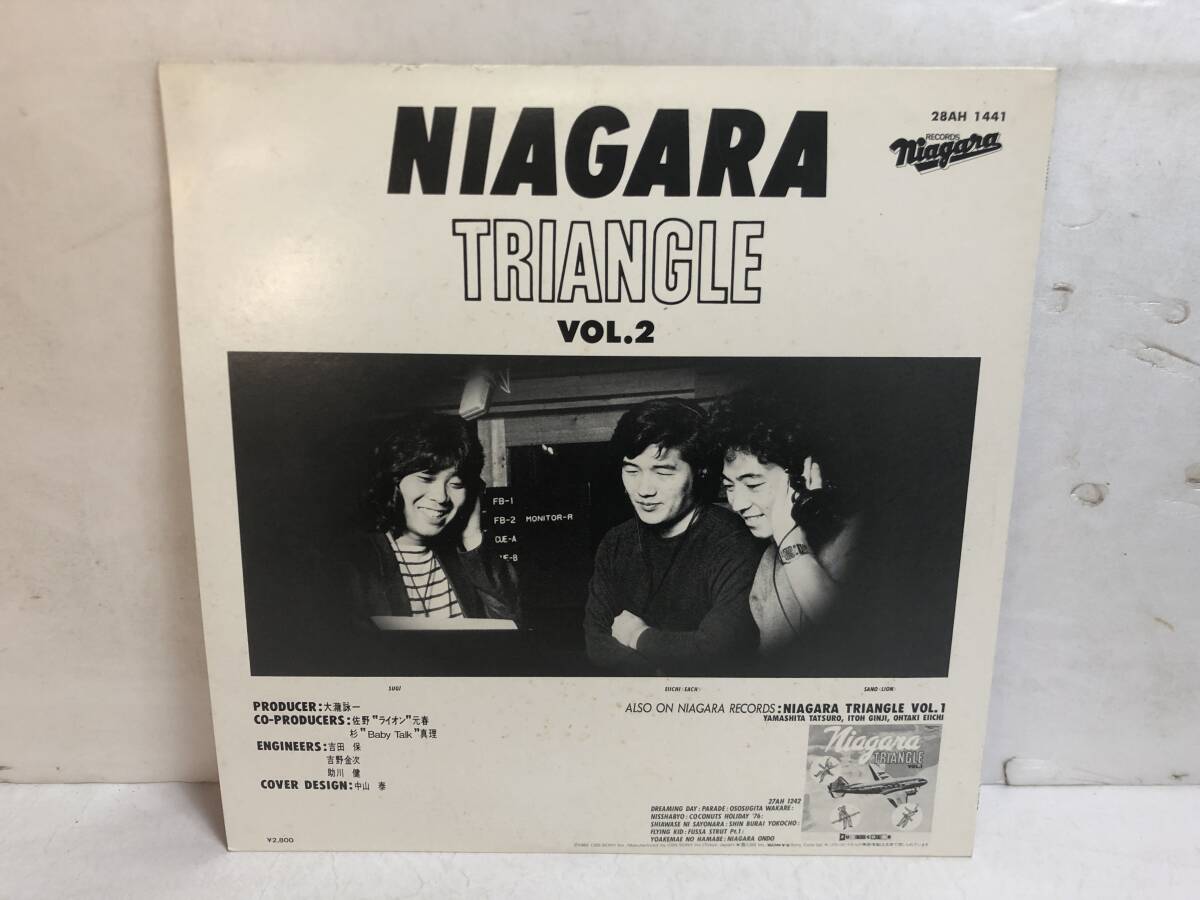 NIAGARA
TRIANGLE
VOL.2
28AH 1441
RECORDS
Niagara
FB-1
FB-2 MONITOR-R
CUE-A
UE-B
SUGI
EIICHI (EACH)
SANO (LION)
PRODUCER:大瀧詠一
CO-PRODUCERS:佐野"ライオン"元春
杉"Baby Talk"真理
ENGINEERS:吉田 保
吉野金次
助川 健
COVER DESIGN:中山 泰
¥2,800
ALSO ON NIAGARA RECORDS:NIAGARA TRIANGLE VOL.1
YAMASHITA TATSURO, ITOH GINJI, OHTAKI EIICHI
Niagara
TRIANGLE
VOL.1
27AH 1242
DREAMING DAY:PARADE:OSOSUGITA WAKARE:
NISSHABYO:COCONUTS HOLIDAY '76:
SHIAWASE NI SAYONARA:SHIN BURAI YOKOCHO:
FLYING KID:FUSSA STRUT Pt.1:
YOAKEMAE NO HAMABE:NIAGARA ONDO